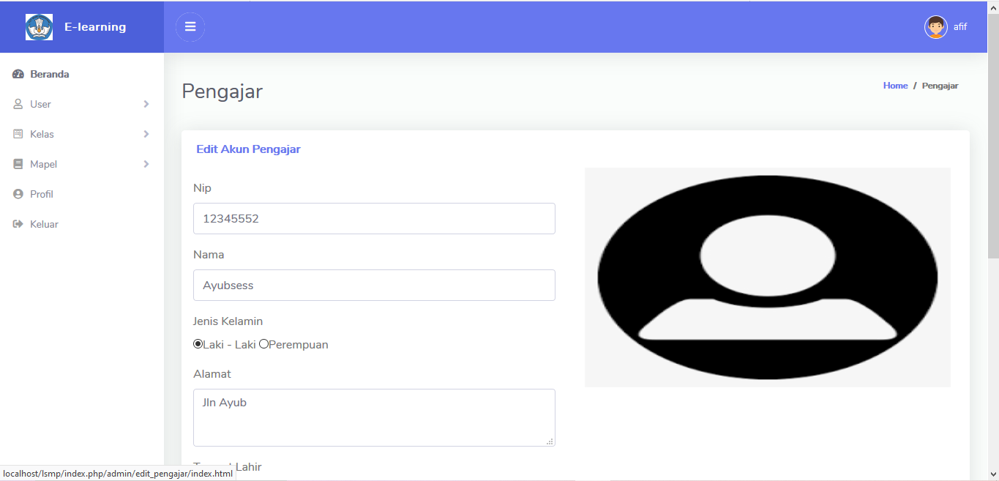 E-learning
afif
Beranda
User
Kelas
Mapel
Profil
Keluar
Pengajar
Home / Pengajar
Edit Akun Pengajar
Nip
12345552
Nama
Ayubsess
Jenis Kelamin
Laki - Laki Perempuan
Alamat
Jln Ayub
Lahir
localhost/lsmp/index.php/admin/edit_pengajar/index.html